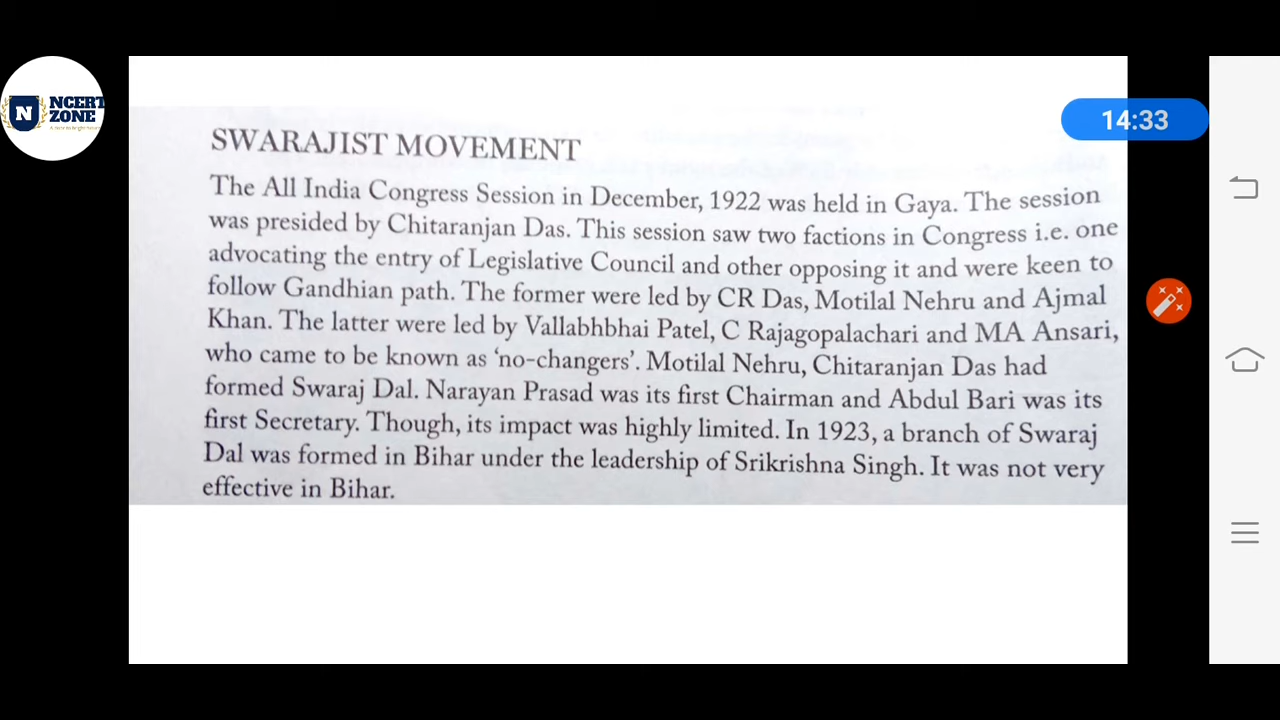 NCERT
ZONE
14:33
SWARAJIST MOVEMENT
The All India Congress Session in December, 1922 was held in Gaya. The session
was presided by Chitaranjan Das. This session saw two factions in Congress i.e. one
advocating the entry of Legislative Council and other opposing it and were keen to
follow Gandhian path. The former were led by CR Das, Motilal Nehru and Ajmal
Khan. The latter were led by Vallabhbhai Patel, C Rajagopalachari and MA Ansari,
who came to be known as ‘no-changers’. Motilal Nehru, Chitaranjan Das had
formed Swaraj Dal. Narayan Prasad was its first Chairman and Abdul Bari was its
first Secretary. Though, its impact was highly limited. In 1923, a branch of Swaraj
Dal was formed in Bihar under the leadership of Srikrishna Singh. It was not very
effective in Bihar.